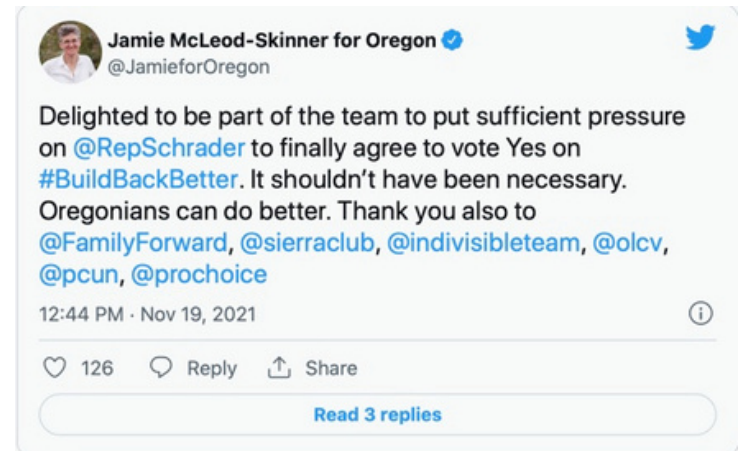 Jamie McLeod-Skinner for Oregon
@JamieforOregon
Delighted to be part of the team to put sufficient pressure
on @RepSchrader to finally agree to vote Yes on
#BuildBackBetter. It shouldn't have been necessary.
Oregonians can do better. Thank you also to
@FamilyForward, @sierraclub, @indivisibleteam, @olcv,
@pcun, @prochoice
12:44 PM · Nov 19, 2021
126 Reply Share
Read 3 replies